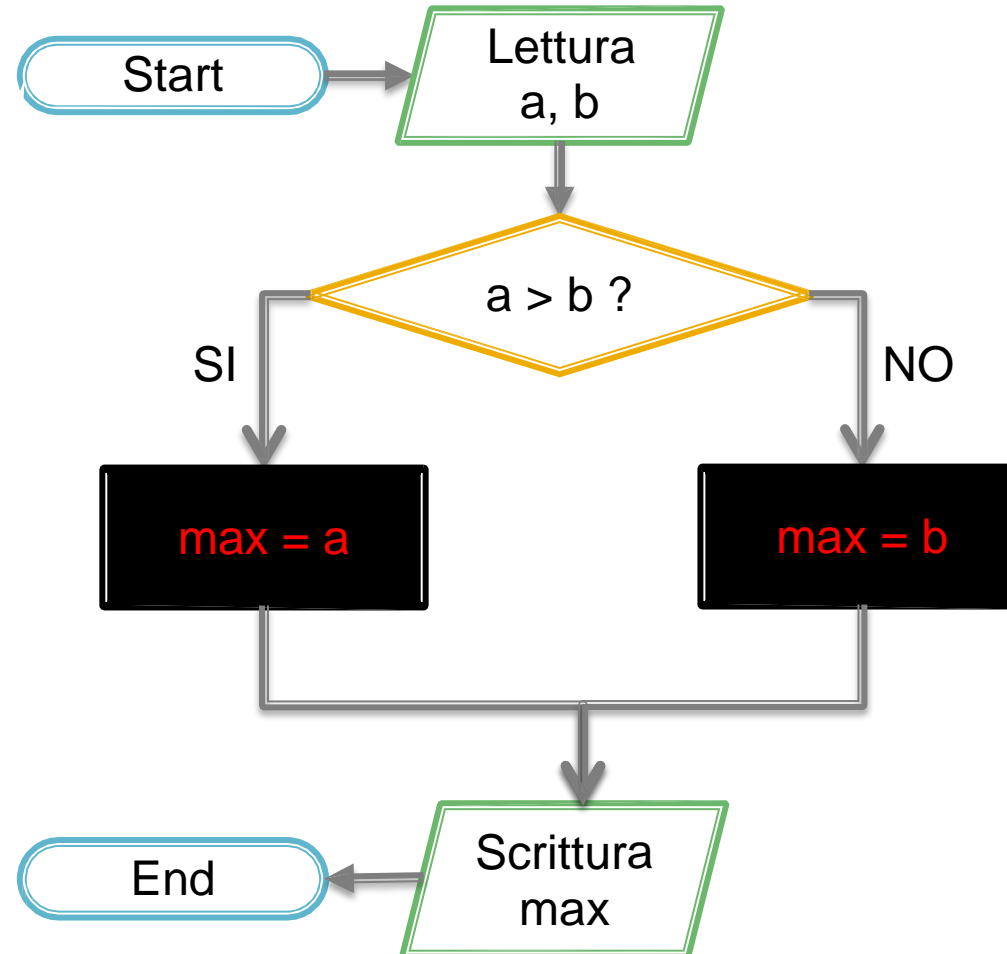 Start
Lettura
a, b
a > b ?
SI
NO
max = a
max = b
Scrittura
max
End